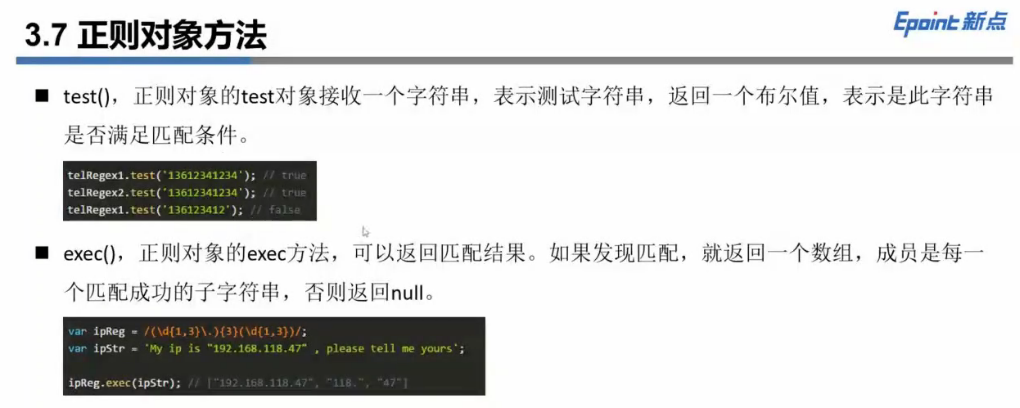 3.7 正则对象方法
Epoint 新点
■ test()，正则对象的test对象接收一个字符串，表示测试字符串，返回一个布尔值，表示是此字符串
是否满足匹配条件。
telRegex1.test('13612341234'); // true
telRegex2.test('13612341234'); // true
telRegex1.test('136123412'); // false
■ exec()，正则对象的exec方法，可以返回匹配结果。如果发现匹配，就返回一个数组，成员是每一
个匹配成功的子字符串，否则返回null。
var ipReg = /(\d{1,3}\.){3}(\d{1,3})/;
var ipStr = 'My ip is "192.168.118.47" , please tell me yours';
ipReg.exec(ipStr); // ["192.168.118.47", "118.", "47"]